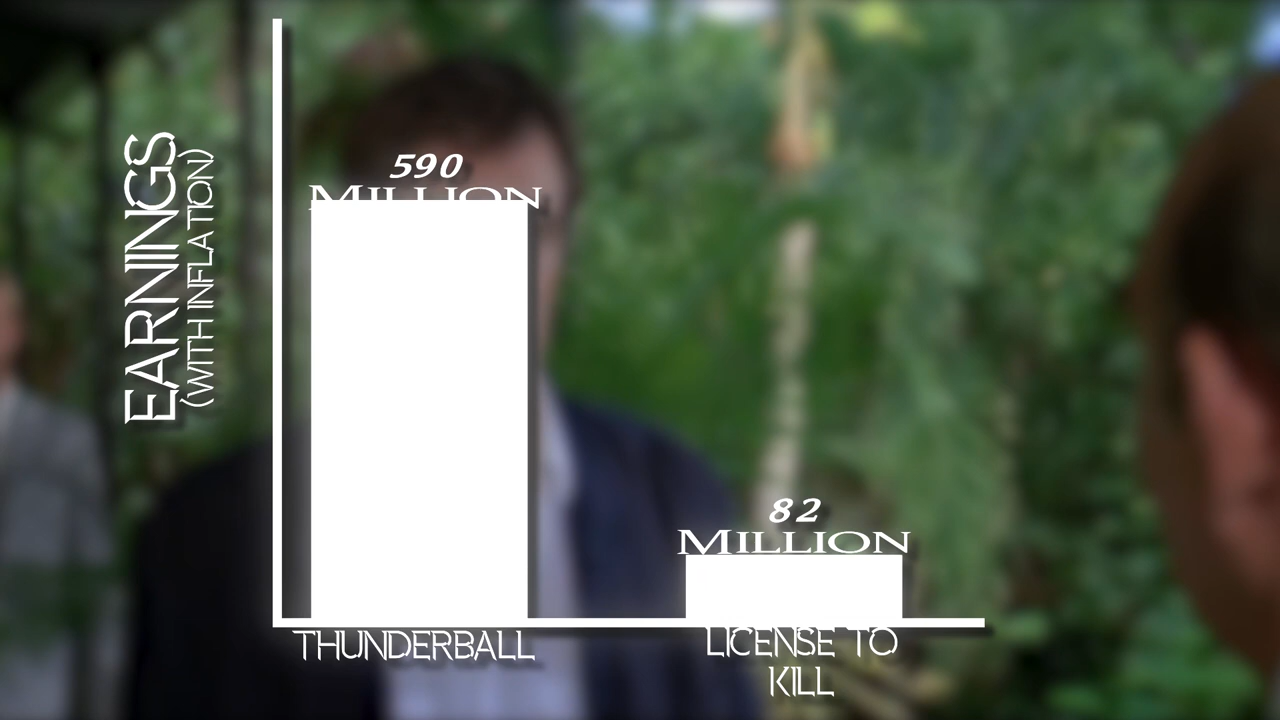 EARNINGS
(WITH INFLATION)
590
MILLION
82
MILLION
THUNDERBALL
LICENSE TO
KILL